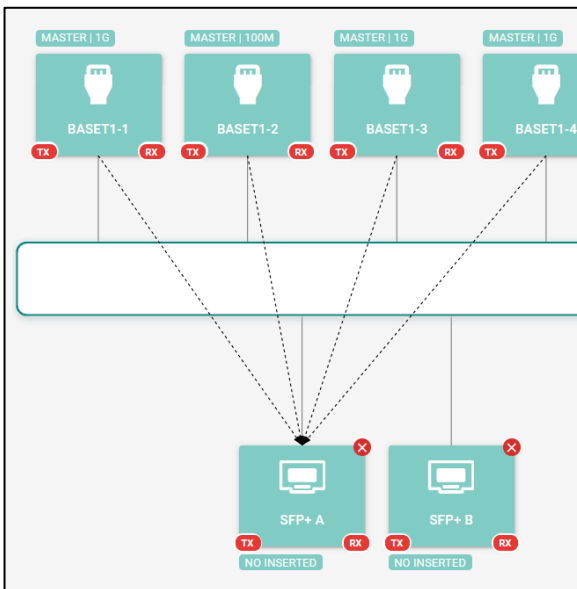 MASTER | 1G
MASTER | 100M
MASTER | 1G
MASTER | 1G
BASET1-1
BASET1-2
BASET1-3
BASET1-4
TX
RX
TX
RX
TX
RX
TX
SFP+ A
SFP+ B
TX
RX
TX
RX
NO INSERTED
NO INSERTED